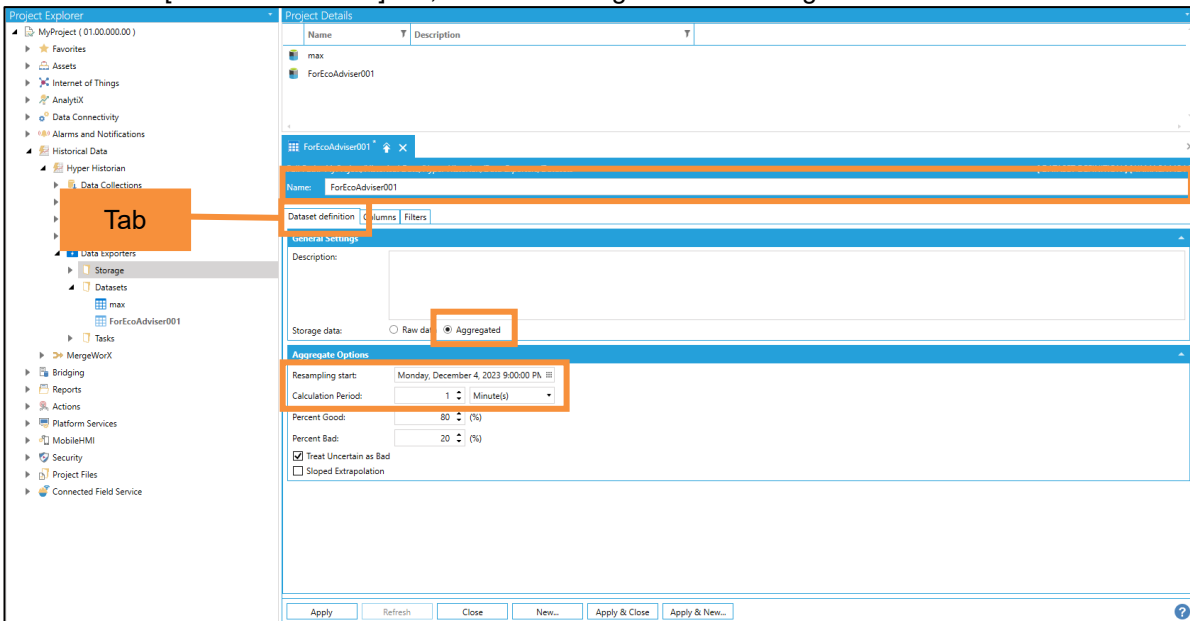 Project Explorer
MyProject ( 01.00.000.00 )
Favorites
Assets
Internet of Things
AnalytiX
Data Connectivity
Alarms and Notifications
Historical Data
Hyper Historian
Data Collections
Data Exporters
Storage
Datasets
max
ForEcoAdviser001
Tasks
MergeWorX
Bridging
Reports
Actions
Platform Services
MobileHMI
Security
Project Files
Connected Field Service
Tab
Project Details
Name Description
max
ForEcoAdviser001
ForEcoAdviser001*
Name: ForEcoAdviser001
Dataset definition Columns Filters
General Settings
Description:
Storage data: Raw data Aggregated
Aggregate Options
Resampling start: Monday, December 4, 2023 9:00:00 PM
Calculation Period: 1 Minute(s)
Percent Good: 80 (%)
Percent Bad: 20 (%)
Treat Uncertain as Bad
Sloped Extrapolation
Apply Refresh Close New... Apply & Close Apply & New... ?